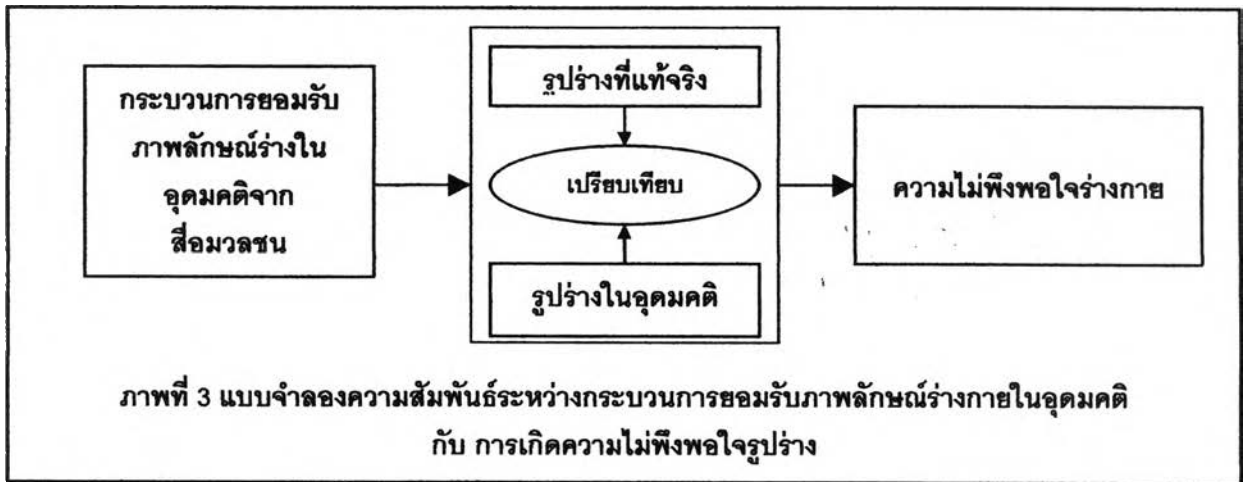 กระบวนการยอมรับ
ภาพลักษณ์ร่างใน
อุดมคติจาก
สื่อมวลชน
รูปร่างที่แท้จริง
เปรียบเทียบ
รูปร่างในอุดมคติ
ความไม่พึงพอใจร่างกาย
ภาพที่ 3 แบบจำลองความสัมพันธ์ระหว่างกระบวนการยอมรับภาพลักษณ์ร่างกายในอุดมคติ
กับ การเกิดความไม่พึงพอใจรูปร่าง